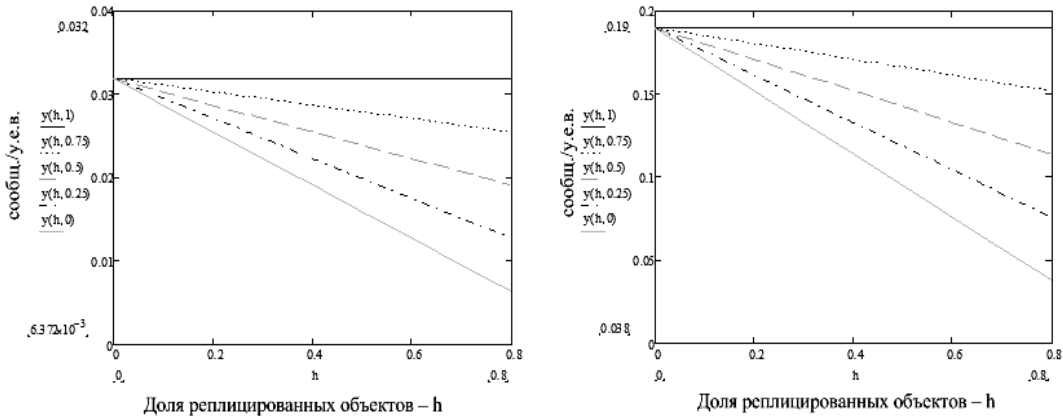 0.04
0.032
0.03
y(h, 1)
y(h, 0.75)
y(h, 0.5)
y(h, 0.25)
y(h, 0)
0.02
0.01
6.372×10⁻³
0
сообщ./у.е.в.
0 0.2 0.4 0.6 0.8
0 h 0.8
Доля реплицированных объектов – h
0.2
0.19
0.15
y(h, 1)
y(h, 0.75)
y(h, 0.5)
y(h, 0.25)
y(h, 0)
0.1
0.05
0.038
0
сообщ./у.е.в.
0 0.2 0.4 0.6 0.8
0 h 0.8
Доля реплицированных объектов – h